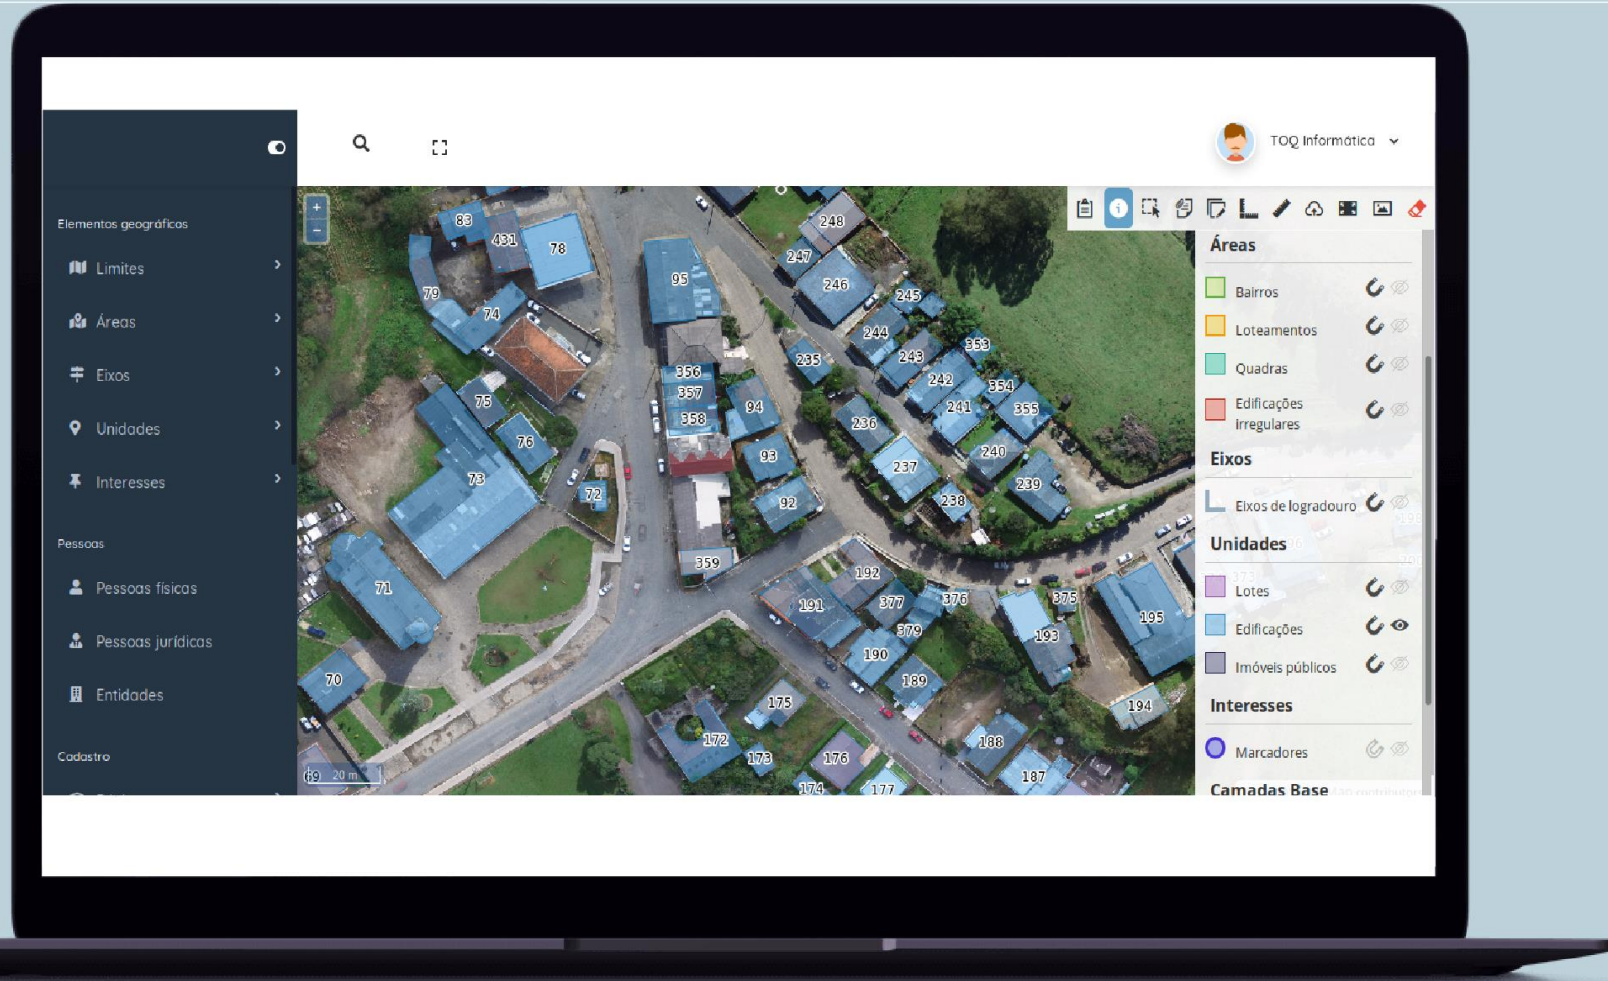 TOQ Informática
Elementos geográficos
Limites
Áreas
Eixos
Unidades
Interesses
Pessoas
Pessoas físicas
Pessoas jurídicas
Entidades
Cadastro
+
−
83
431
78
79
74
95
248
247
246
245
244
243
353
235
242
354
241
355
356
357
358
94
236
75
76
93
240
237
73
239
72
238
92
359
192
71
191
377
376
375
195
379
193
190
70
189
194
175
172
188
173
176
187
174
177
69
20 m
Áreas
Bairros
Loteamentos
Quadras
Edificações
irregulares
Eixos
Eixos de logradouro
Unidades
Lotes
Edificações
Imóveis públicos
Interesses
Marcadores
Camadas Base